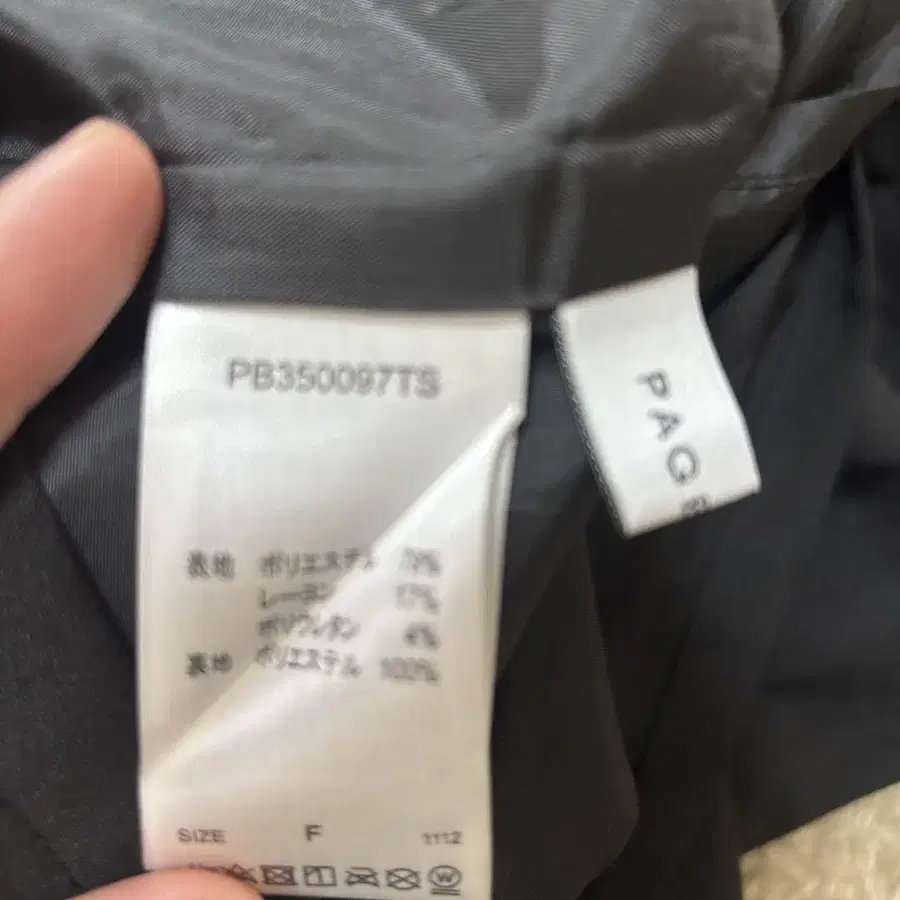 PB350097TS
表地 ポリエステル
レーヨン 17%
ポリウレタン 4%
裏地 ポリエステル 100%
SIZE F 1112
W
PAG